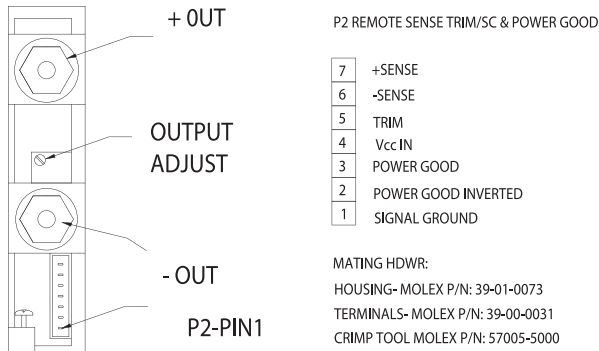 + OUT
OUTPUT
ADJUST
- OUT
P2-PIN1
P2 REMOTE SENSE TRIM/SC & POWER GOOD
7 +SENSE
6 -SENSE
5 TRIM
4 Vcc IN
3 POWER GOOD
2 POWER GOOD INVERTED
1 SIGNAL GROUND
MATING HDWR:
HOUSING- MOLEX P/N: 39-01-0073
TERMINALS- MOLEX P/N: 39-00-0031
CRIMP TOOL MOLEX P/N: 57005-5000